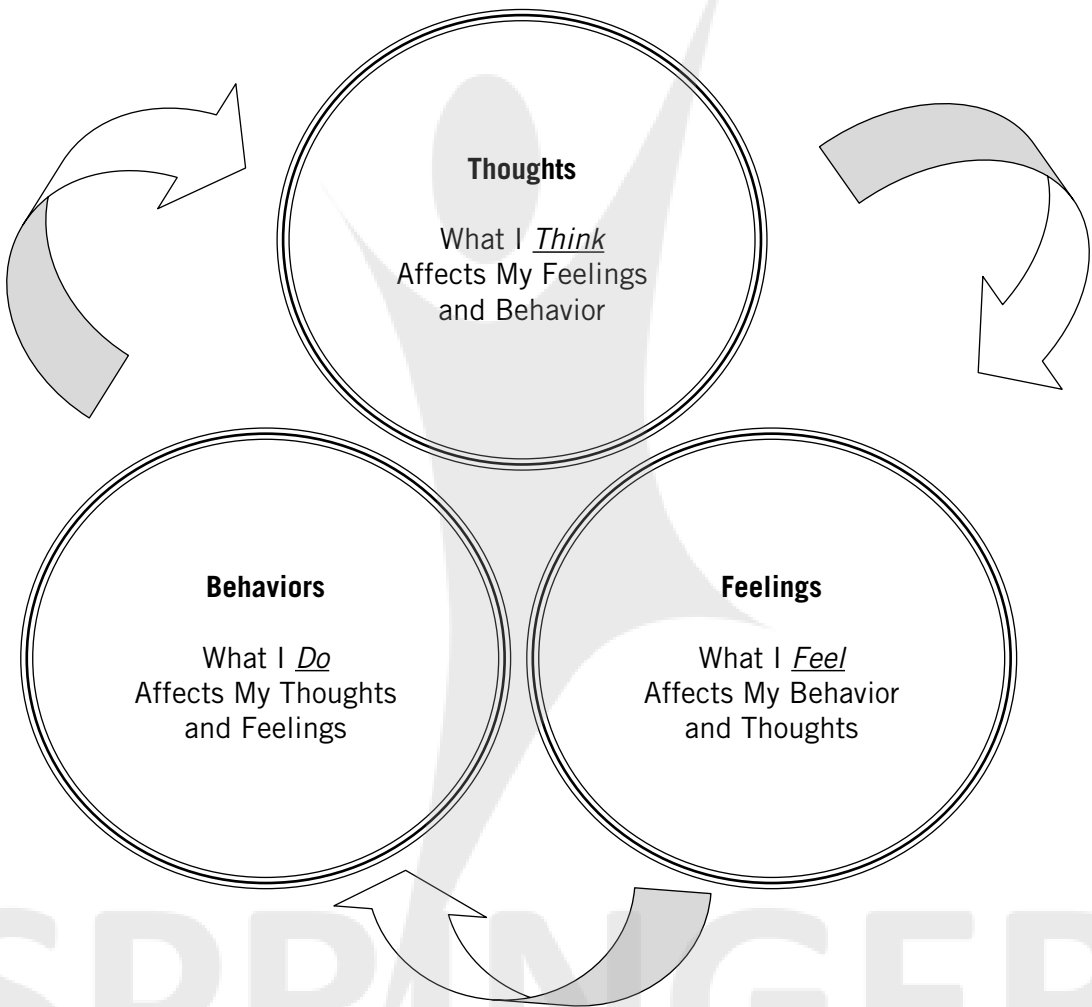 Thoughts
What I Think
Affects My Feelings
and Behavior
Behaviors
What I Do
Affects My Thoughts
and Feelings
Feelings
What I Feel
Affects My Behavior
and Thoughts
SPRINGER